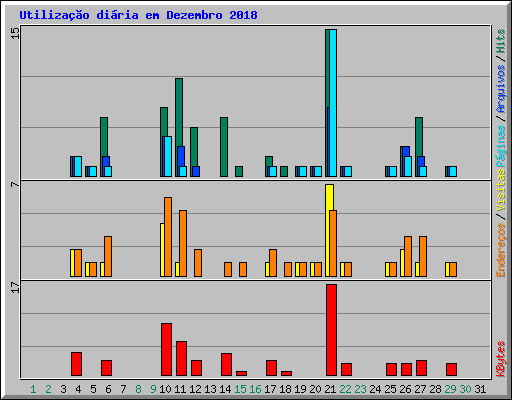 Utilização diária em Dezembro 2018
15
7
17
Endereços / Visitas Páginas / Arquivos / Hits
KBytes
1 2 3 4 5 6 7 8 9 10 11 12 13 14 15 16 17 18 19 20 21 22 23 24 25 26 27 28 29 30 31